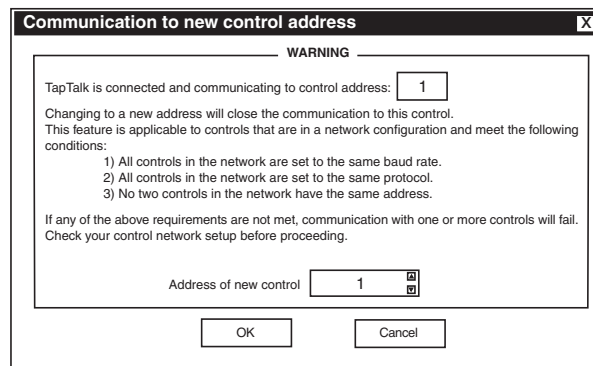 Communication to new control address
X
WARNING
TapTalk is connected and communicating to control address: 1
Changing to a new address will close the communication to this control.
This feature is applicable to controls that are in a network configuration and meet the following
conditions:
1) All controls in the network are set to the same baud rate.
2) All controls in the network are set to the same protocol.
3) No two controls in the network have the same address.
If any of the above requirements are not met, communication with one or more controls will fail.
Check your control network setup before proceeding.
Address of new control 1
OK Cancel